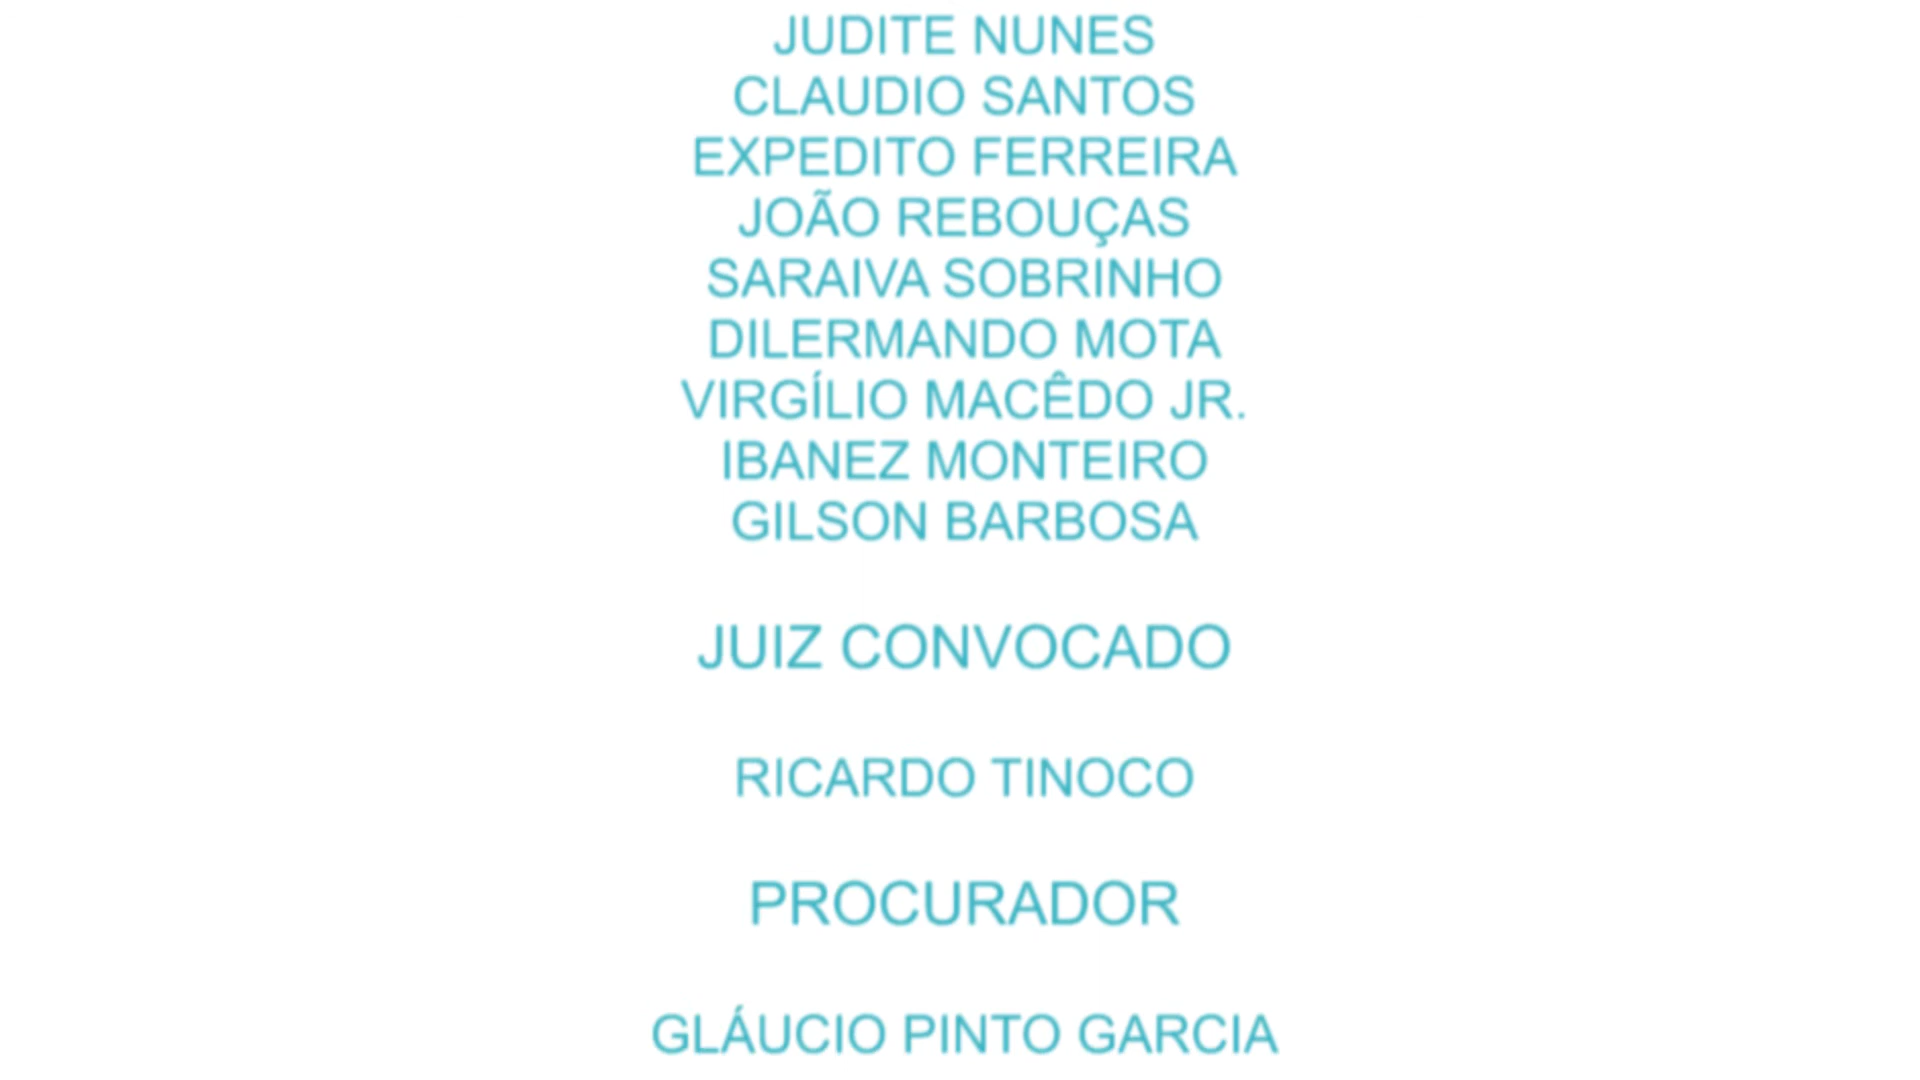 JUDITE NUNES
CLAUDIO SANTOS
EXPEDITO FERREIRA
JOÃO REBOUÇAS
SARAIVA SOBRINHO
DILERMANDO MOTA
VIRGÍLIO MACÊDO JR.
IBANEZ MONTEIRO
GILSON BARBOSA
JUIZ CONVOCADO
RICARDO TINOCO
PROCURADOR
GLÁUCIO PINTO GARCIA